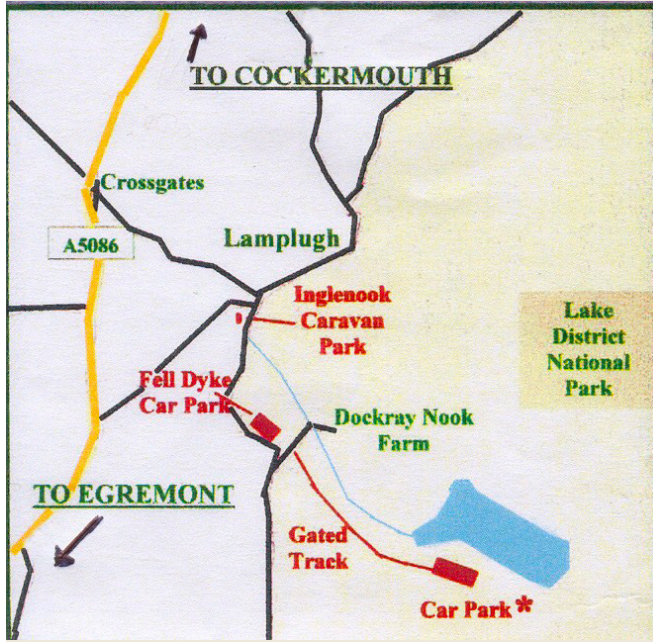 TO COCKERMOUTH
Crossgates
A5086
Lamplugh
Inglenook
Caravan
Park
Lake
District
National
Park
Fell Dyke
Car Park
Dockray Nook
Farm
TO EGREMONT
Gated
Track
Car Park *